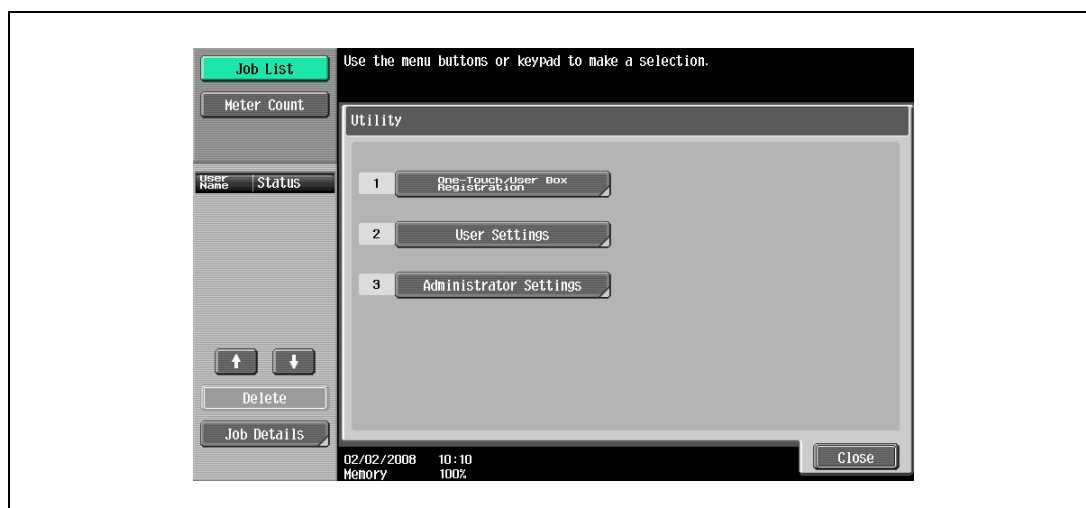 Job List
Meter Count
User Name
Status
Delete
Job Details
Use the menu buttons or keypad to make a selection.
Utility
1 One-Touch/User Box
Registration
2 User Settings
3 Administrator Settings
02/02/2008 10:10
Memory 100%
Close